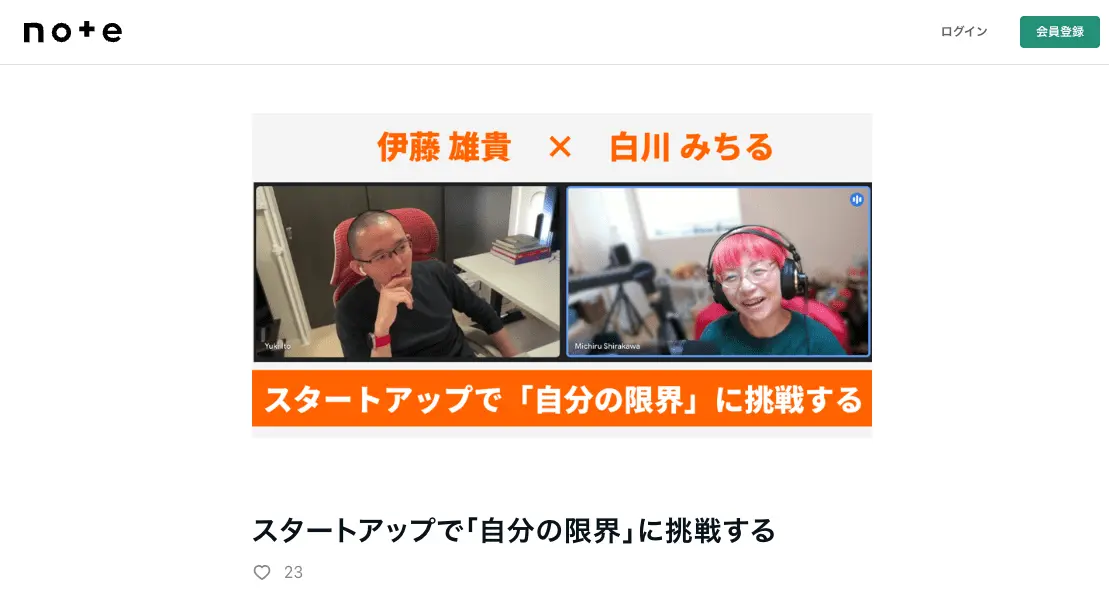 note
ログイン
会員登録
伊藤 雄貴 × 白川 みちる
Yuki Ito
Michiru Shirakawa
スタートアップで「自分の限界」に挑戦する
スタートアップで「自分の限界」に挑戦する
23